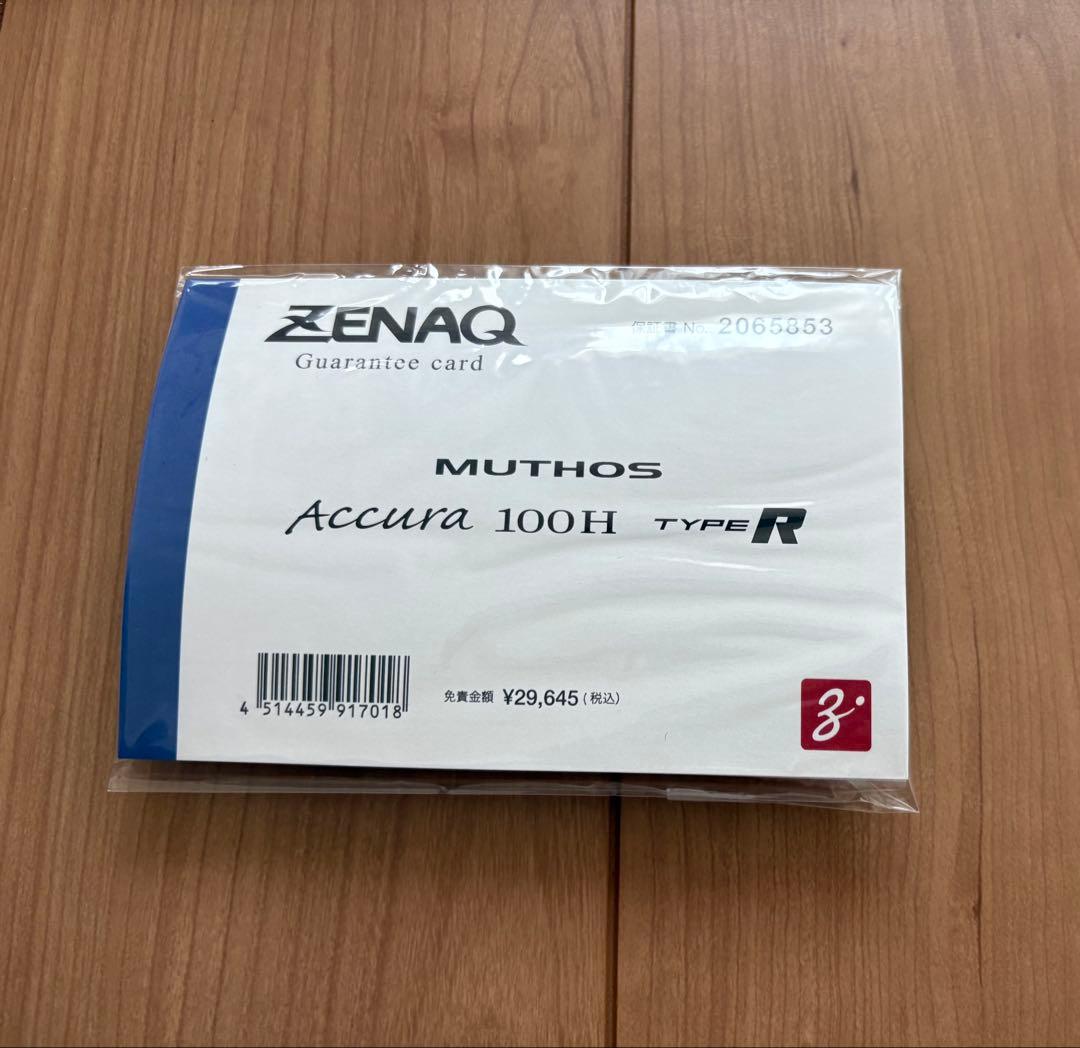 ZENAQ
Guarantee card
保証書 No. 2065853
MUTHOS
Accura 100H TYPE R
4 514459 917018
免責金額 ¥29,645 (税込)